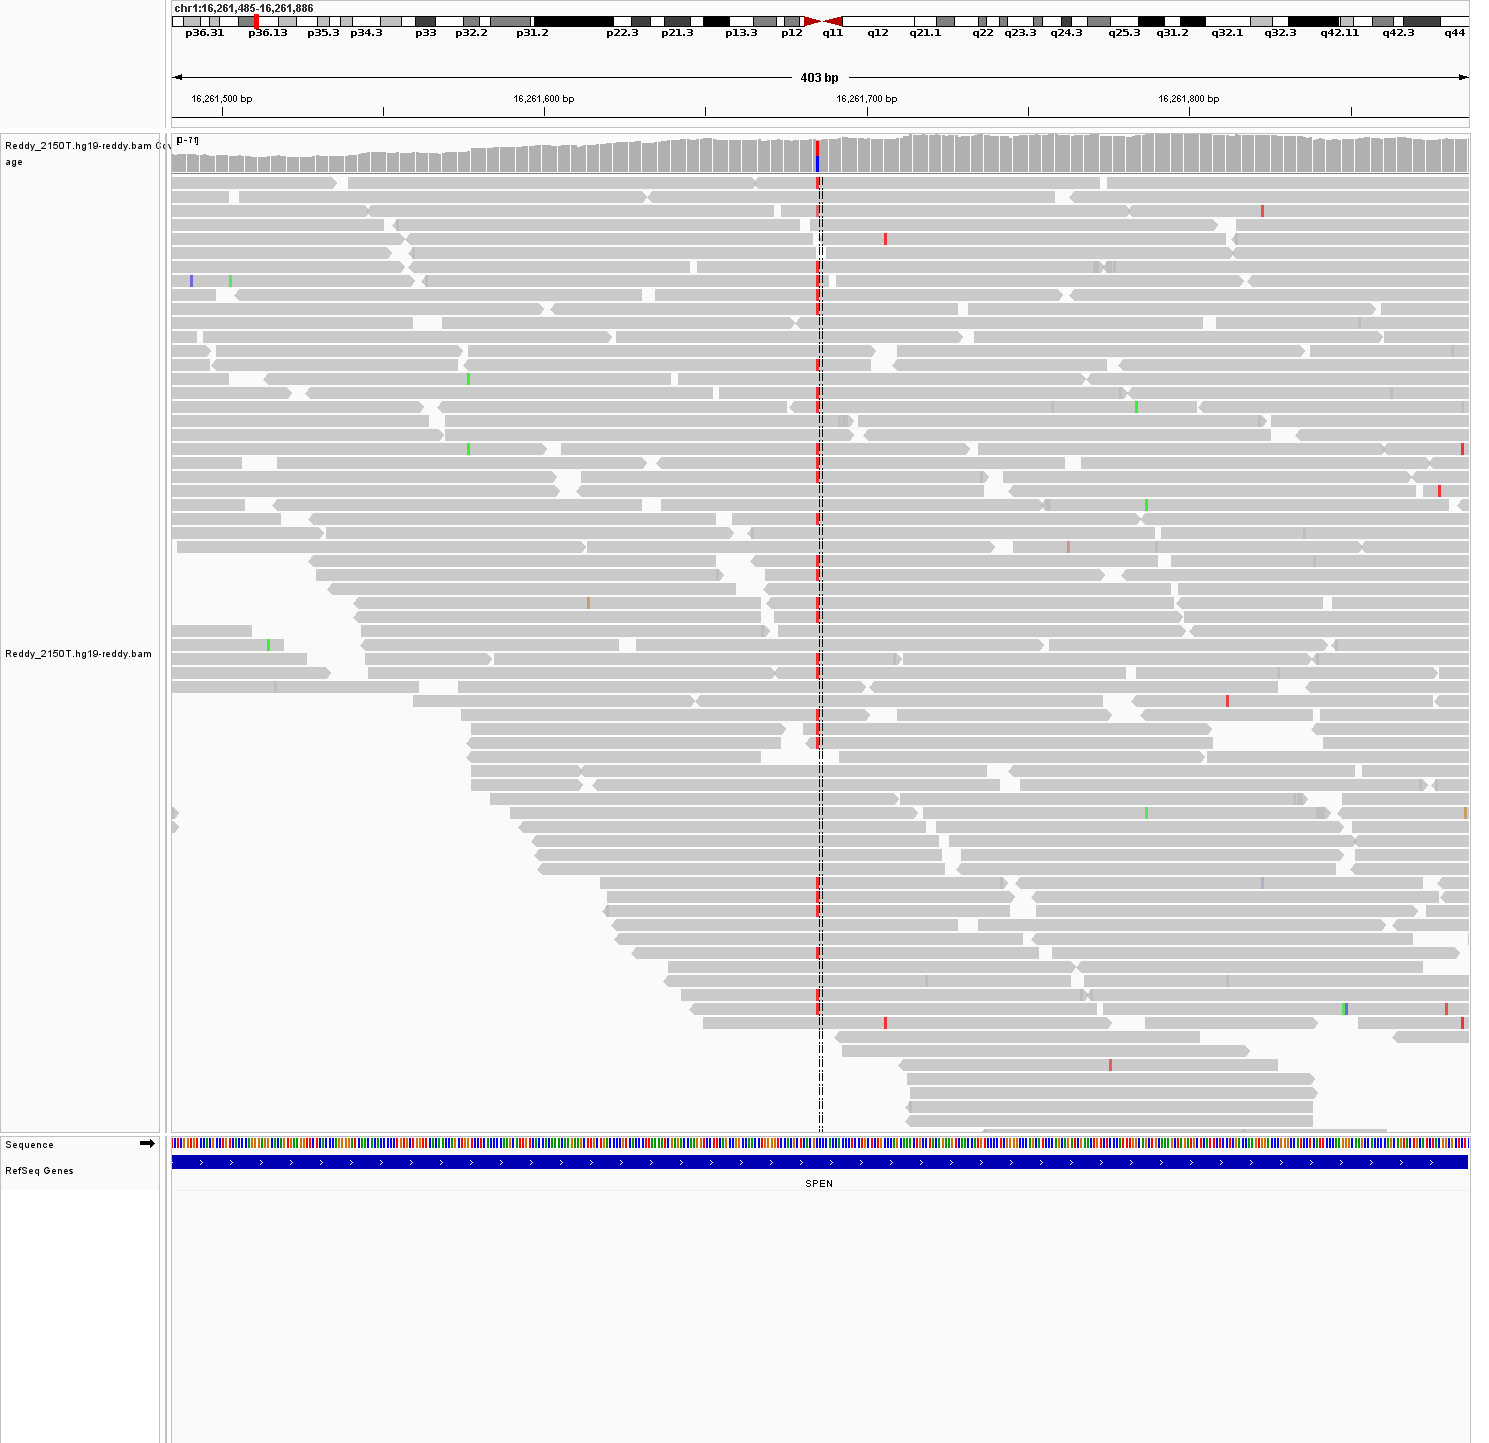 chr1:16,261,485-16,261,886
p36.31 p36.13 p35.3 p34.3 p33 p32.2 p31.2 p22.3 p21.3 p13.3 p12 q11 q12 q21.1 q22 q23.3 q24.3 q25.3 q31.2 q32.1 q32.3 q42.11 q42.3 q44
403 bp
16,261,500 bp 16,261,600 bp 16,261,700 bp 16,261,800 bp
[0-71]
Reddy_2150T.hg19-reddy.bam Cov
age
Reddy_2150T.hg19-reddy.bam
Sequence
RefSeq Genes
SPEN